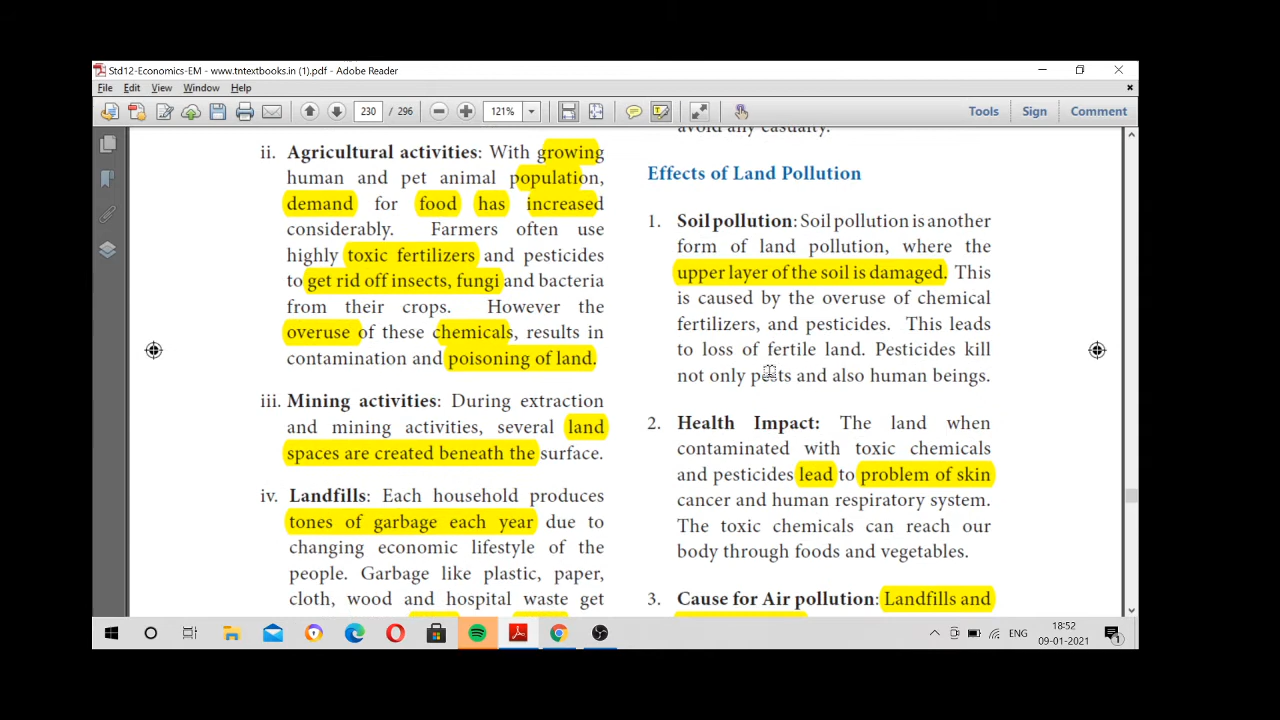 Std12-Economics-EM - www.tntextbooks.in (1).pdf - Adobe Reader
File Edit View Window Help
230 / 296 121% Tools Sign Comment
ii. Agricultural activities: With growing
human and pet animal population,
demand for food has increased
considerably. Farmers often use
highly toxic fertilizers and pesticides
to get rid off insects, fungi and bacteria
from their crops. However the
overuse of these chemicals, results in
contamination and poisoning of land.
iii. Mining activities: During extraction
and mining activities, several land
spaces are created beneath the surface.
iv. Landfills: Each household produces
tones of garbage each year due to
changing economic lifestyle of the
people. Garbage like plastic, paper,
cloth, wood and hospital waste get
avoid any casualty.
Effects of Land Pollution
1. Soil pollution: Soil pollution is another
form of land pollution, where the
upper layer of the soil is damaged. This
is caused by the overuse of chemical
fertilizers, and pesticides. This leads
to loss of fertile land. Pesticides kill
not only pests and also human beings.
2. Health Impact: The land when
contaminated with toxic chemicals
and pesticides lead to problem of skin
cancer and human respiratory system.
The toxic chemicals can reach our
body through foods and vegetables.
3. Cause for Air pollution: Landfills and
ENG
18:52
09-01-2021
1